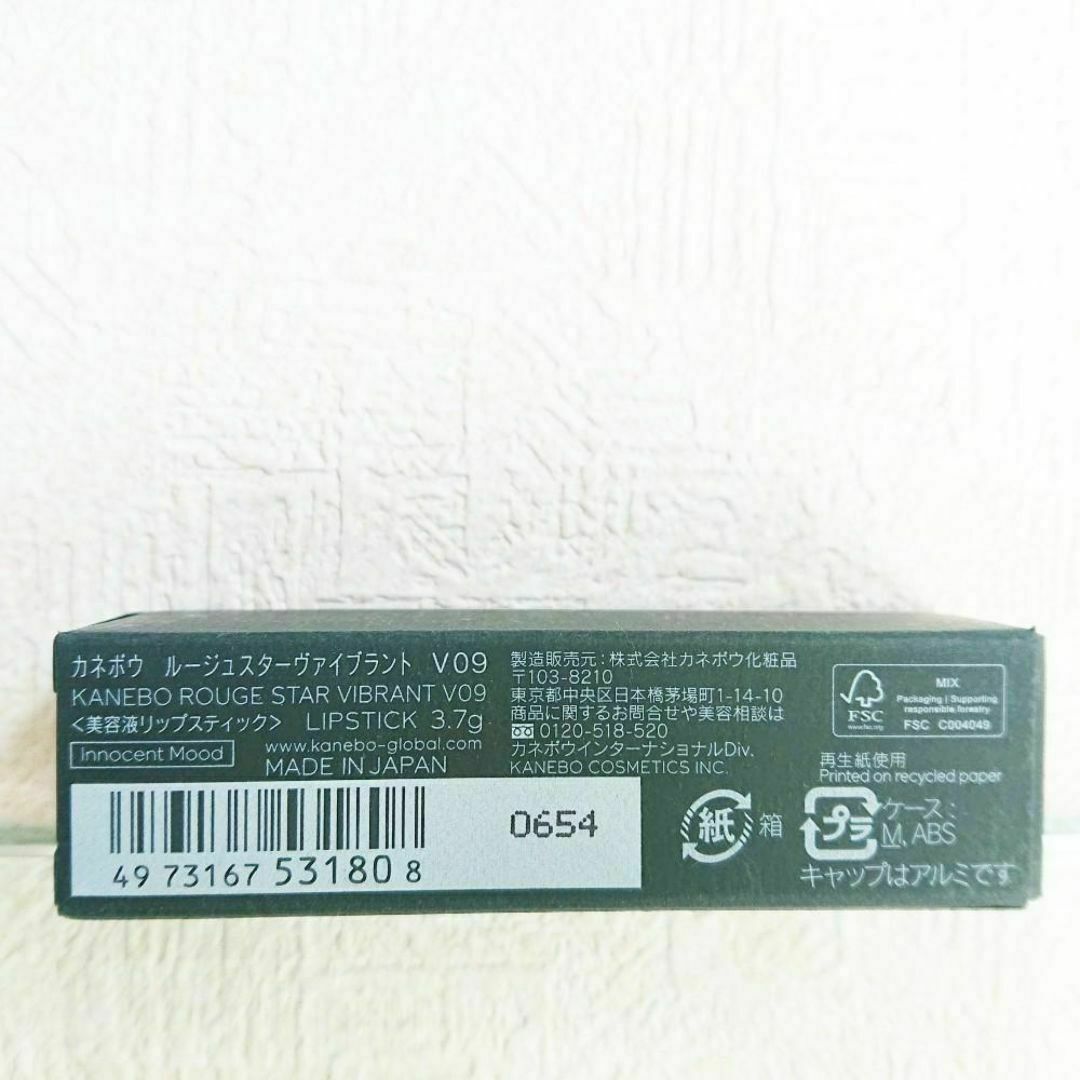 カネボウ ルージュスターヴァイブラント V09
KANEBO ROUGE STAR VIBRANT V09
<美容液リップスティック> LIPSTICK 3.7g
Innocent Mood
www.kanebo-global.com
MADE IN JAPAN
49 73167 53180 8
0654
製造販売元:株式会社カネボウ化粧品
〒103-8210
東京都中央区日本橋茅場町1-14-10
商品に関するお問合せや美容相談は
0120-518-520
カネボウインターナショナルDiv.
KANEBO COSMETICS INC.
紙 箱
FSC
www.fsc.org
MIX
Packaging | Supporting
responsible forestry
FSC C004049
再生紙使用
Printed on recycled paper
プラ ケース:
M, ABS
キャップはアルミです